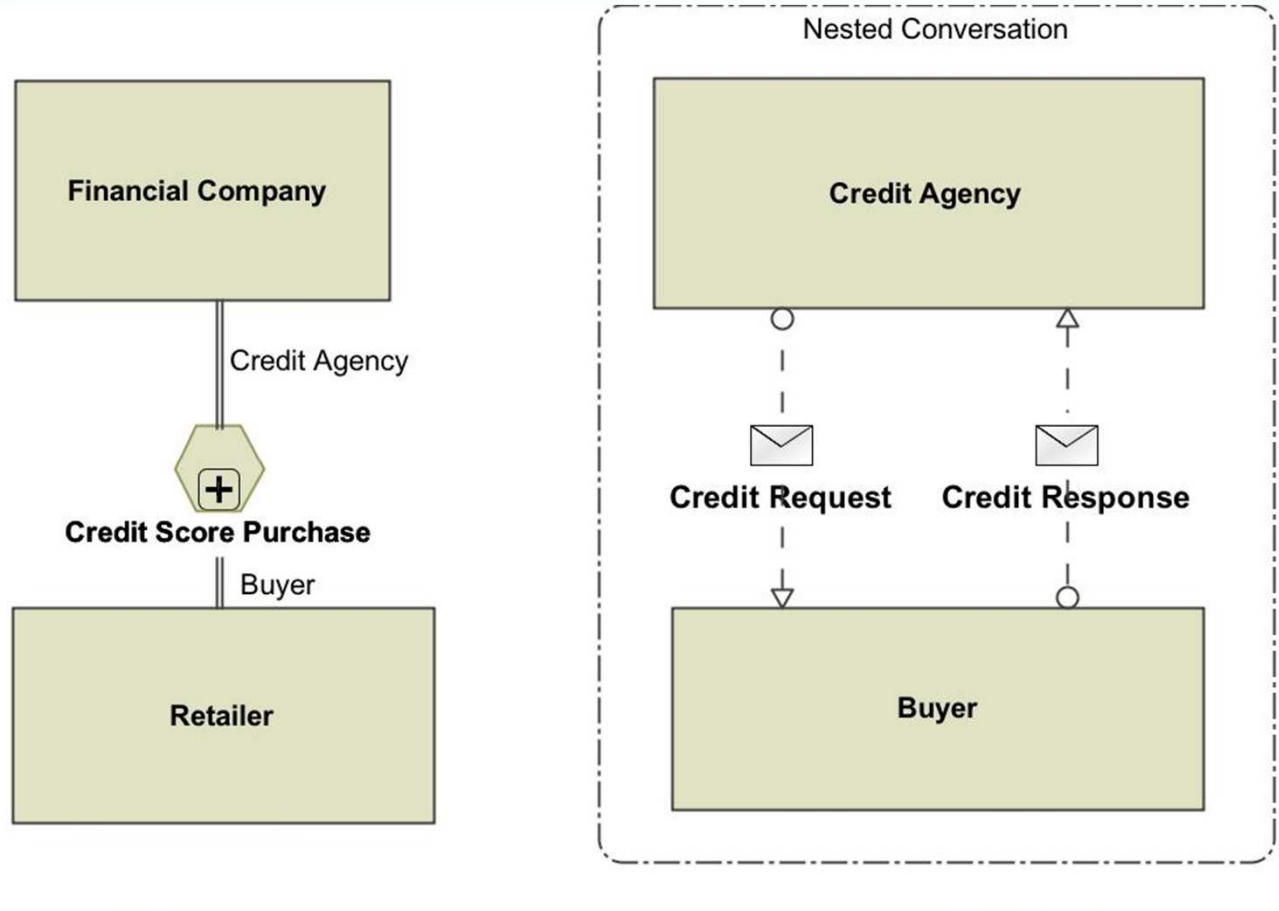 Nested Conversation
Financial Company
Credit Agency
Credit Agency
Credit Score Purchase
Buyer
Retailer
Credit Request
Credit Response
Buyer